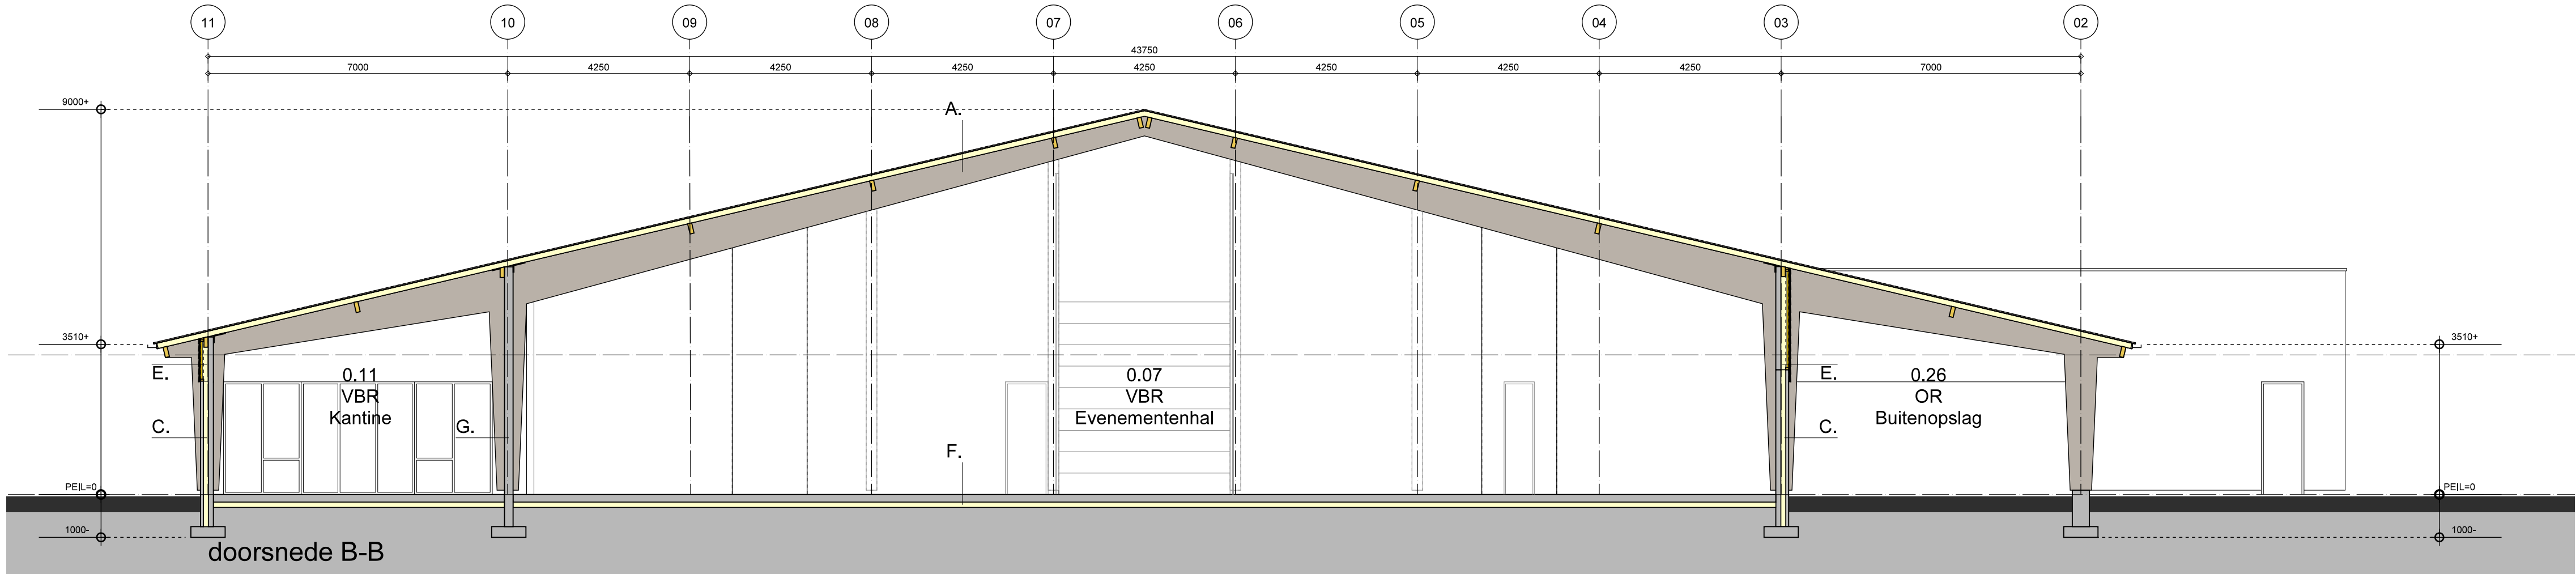 11 10 09 08 07 06 05 04 03 02
43750
7000 4250 4250 4250 4250 4250 4250 4250 7000
9000+
A.
3510+ 3510+
E. 0.11 0.07 E. 0.26
VBR VBR OR
Kantine Evenementenhal Buitenopslag
C. G. C.
F.
PEIL=0 PEIL=0
1000- 1000-
doorsnede B-B